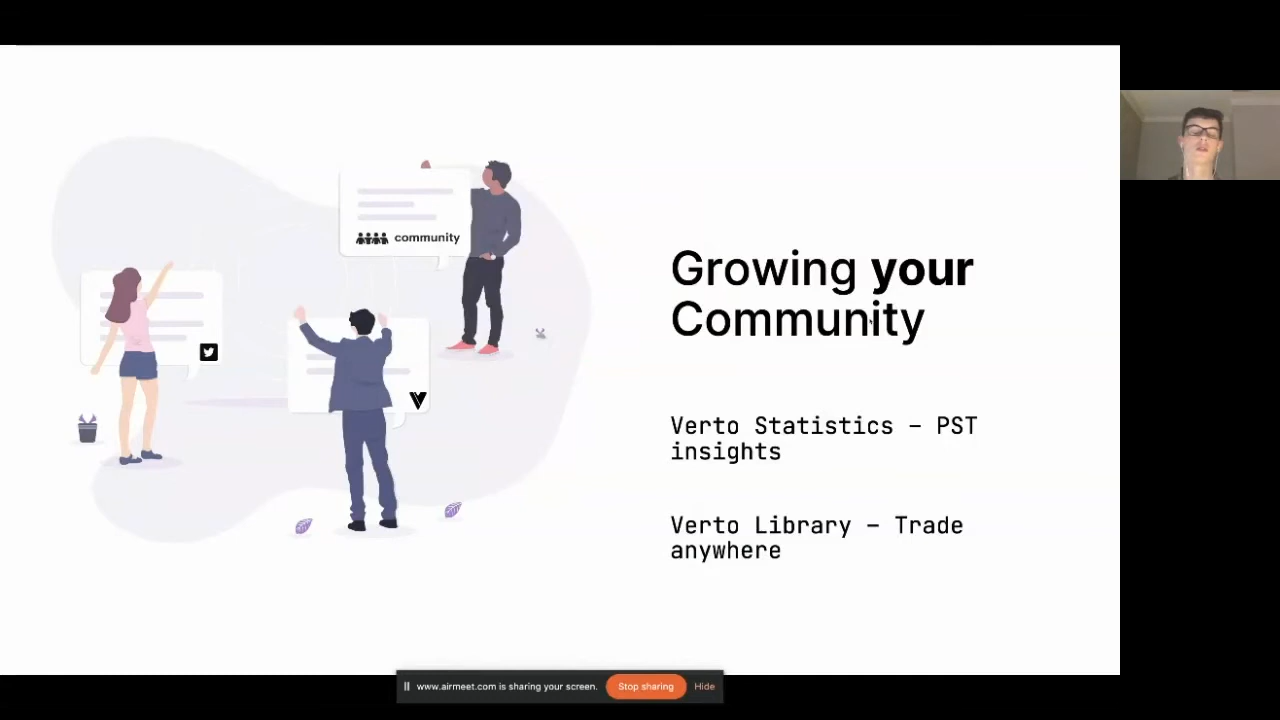 community
Growing your
Community
Verto Statistics – PST
insights
Verto Library – Trade
anywhere
www.airmeet.com is sharing your screen. Stop sharing Hide